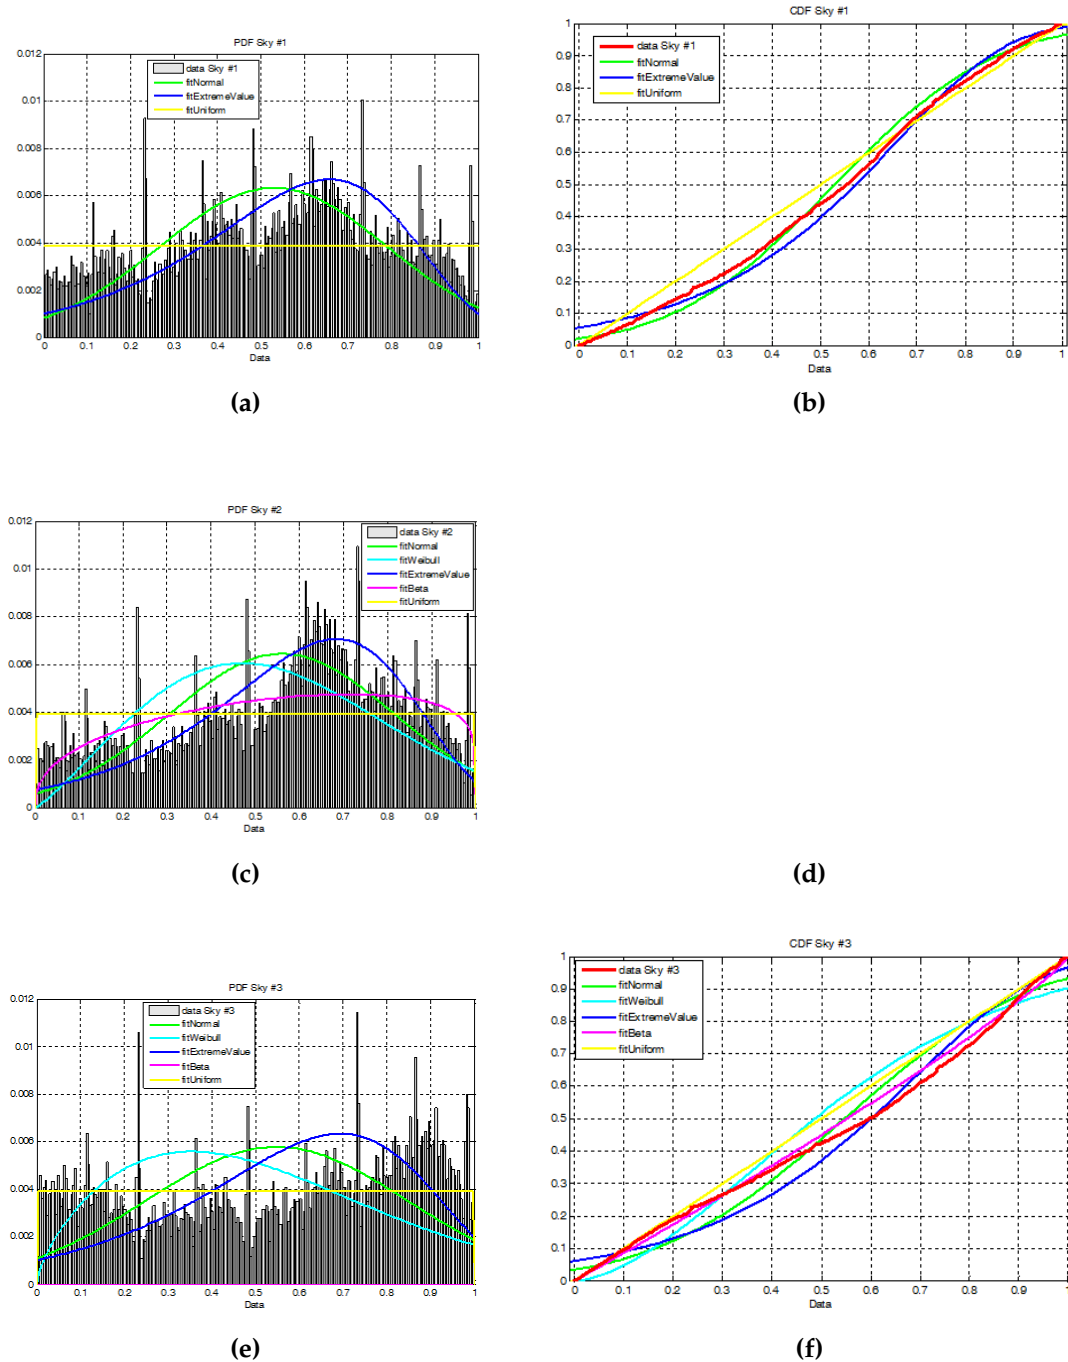 PDF Sky #1
0.012
0.01
0.008
0.006
0.004
0.002
0
data Sky #1
fitNormal
fitExtremeValue
fitUniform
0 0.1 0.2 0.3 0.4 0.5 0.6 0.7 0.8 0.9 1
Data
(a)
CDF Sky #1
1
0.9
0.8
0.7
0.6
0.5
0.4
0.3
0.2
0.1
0
data Sky #1
fitNormal
fitExtremeValue
fitUniform
0 0.1 0.2 0.3 0.4 0.5 0.6 0.7 0.8 0.9 1
Data
(b)
PDF Sky #2
0.012
0.01
0.008
0.006
0.004
0.002
0
data Sky #2
fitNormal
fitWeibull
fitExtremeValue
fitBeta
fitUniform
0 0.1 0.2 0.3 0.4 0.5 0.6 0.7 0.8 0.9 1
Data
(c)
(d)
PDF Sky #3
0.012
0.01
0.008
0.006
0.004
0.002
0
data Sky #3
fitNormal
fitWeibull
fitExtremeValue
fitBeta
fitUniform
0 0.1 0.2 0.3 0.4 0.5 0.6 0.7 0.8 0.9 1
Data
(e)
CDF Sky #3
1
0.9
0.8
0.7
0.6
0.5
0.4
0.3
0.2
0.1
0
data Sky #3
fitNormal
fitWeibull
fitExtremeValue
fitBeta
fitUniform
0 0.1 0.2 0.3 0.4 0.5 0.6 0.7 0.8 0.9 1
Data
(f)